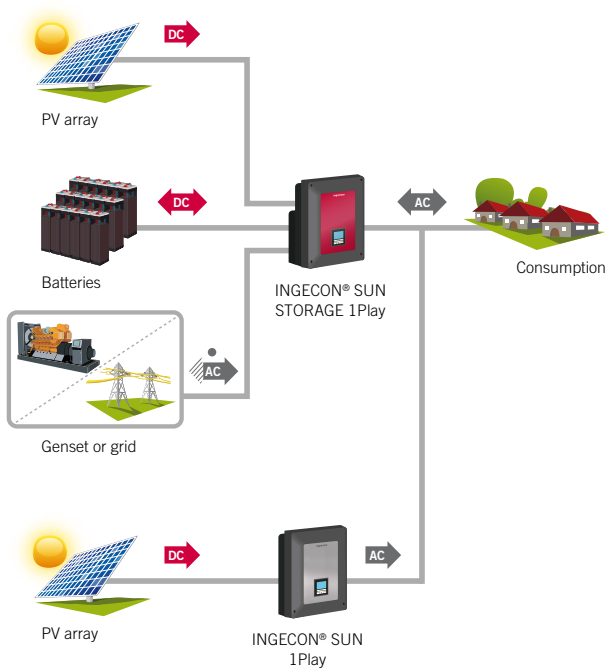 DC
PV array
DC
AC
Batteries
INGECON® SUN
STORAGE 1Play
Consumption
AC
Genset or grid
DC
AC
PV array
INGECON® SUN
1Play